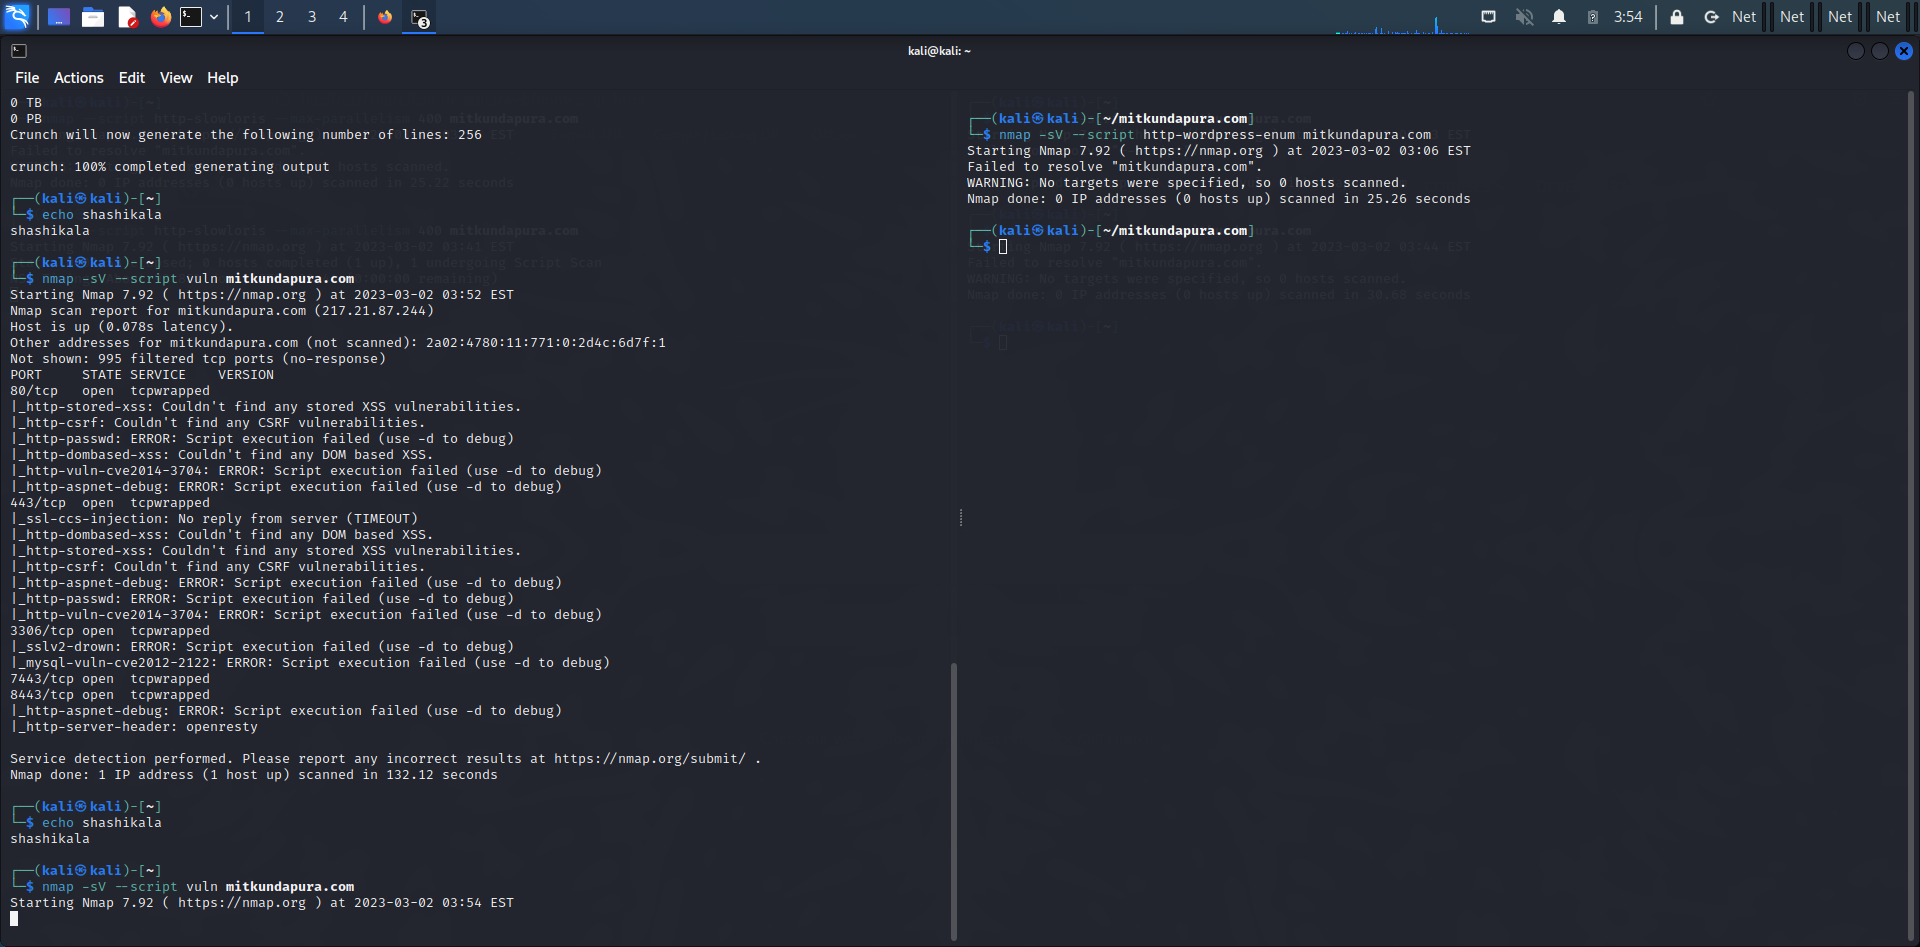 1 2 3 4 3 3:54 Net Net Net Net
kali@kali: ~
File Actions Edit View Help
0 TB
0 PB
Crunch will now generate the following number of lines: 256
crunch: 100% completed generating output
┌──(kali㉿kali)-[~]
└─$ echo shashikala
shashikala
┌──(kali㉿kali)-[~]
└─$ nmap -sV --script vuln mitkundapura.com
Starting Nmap 7.92 ( https://nmap.org ) at 2023-03-02 03:52 EST
Nmap scan report for mitkundapura.com (217.21.87.244)
Host is up (0.078s latency).
Other addresses for mitkundapura.com (not scanned): 2a02:4780:11:771:0:2d4c:6d7f:1
Not shown: 995 filtered tcp ports (no-response)
PORT     STATE SERVICE    VERSION
80/tcp   open  tcpwrapped
|_http-stored-xss: Couldn't find any stored XSS vulnerabilities.
|_http-csrf: Couldn't find any CSRF vulnerabilities.
|_http-passwd: ERROR: Script execution failed (use -d to debug)
|_http-dombased-xss: Couldn't find any DOM based XSS.
|_http-vuln-cve2014-3704: ERROR: Script execution failed (use -d to debug)
|_http-aspnet-debug: ERROR: Script execution failed (use -d to debug)
443/tcp  open  tcpwrapped
|_ssl-ccs-injection: No reply from server (TIMEOUT)
|_http-dombased-xss: Couldn't find any DOM based XSS.
|_http-stored-xss: Couldn't find any stored XSS vulnerabilities.
|_http-csrf: Couldn't find any CSRF vulnerabilities.
|_http-aspnet-debug: ERROR: Script execution failed (use -d to debug)
|_http-passwd: ERROR: Script execution failed (use -d to debug)
|_http-vuln-cve2014-3704: ERROR: Script execution failed (use -d to debug)
3306/tcp open  tcpwrapped
|_sslv2-drown: ERROR: Script execution failed (use -d to debug)
|_mysql-vuln-cve2012-2122: ERROR: Script execution failed (use -d to debug)
7443/tcp open  tcpwrapped
8443/tcp open  tcpwrapped
|_http-aspnet-debug: ERROR: Script execution failed (use -d to debug)
|_http-server-header: openresty
Service detection performed. Please report any incorrect results at https://nmap.org/submit/ .
Nmap done: 1 IP address (1 host up) scanned in 132.12 seconds
┌──(kali㉿kali)-[~]
└─$ echo shashikala
shashikala
┌──(kali㉿kali)-[~]
└─$ nmap -sV --script vuln mitkundapura.com
Starting Nmap 7.92 ( https://nmap.org ) at 2023-03-02 03:54 EST
┌──(kali㉿kali)-[~/mitkundapura.com]
└─$ nmap -sV --script http-wordpress-enum mitkundapura.com
Starting Nmap 7.92 ( https://nmap.org ) at 2023-03-02 03:06 EST
Failed to resolve "mitkundapura.com".
WARNING: No targets were specified, so 0 hosts scanned.
Nmap done: 0 IP addresses (0 hosts up) scanned in 25.26 seconds
┌──(kali㉿kali)-[~/mitkundapura.com]
└─$